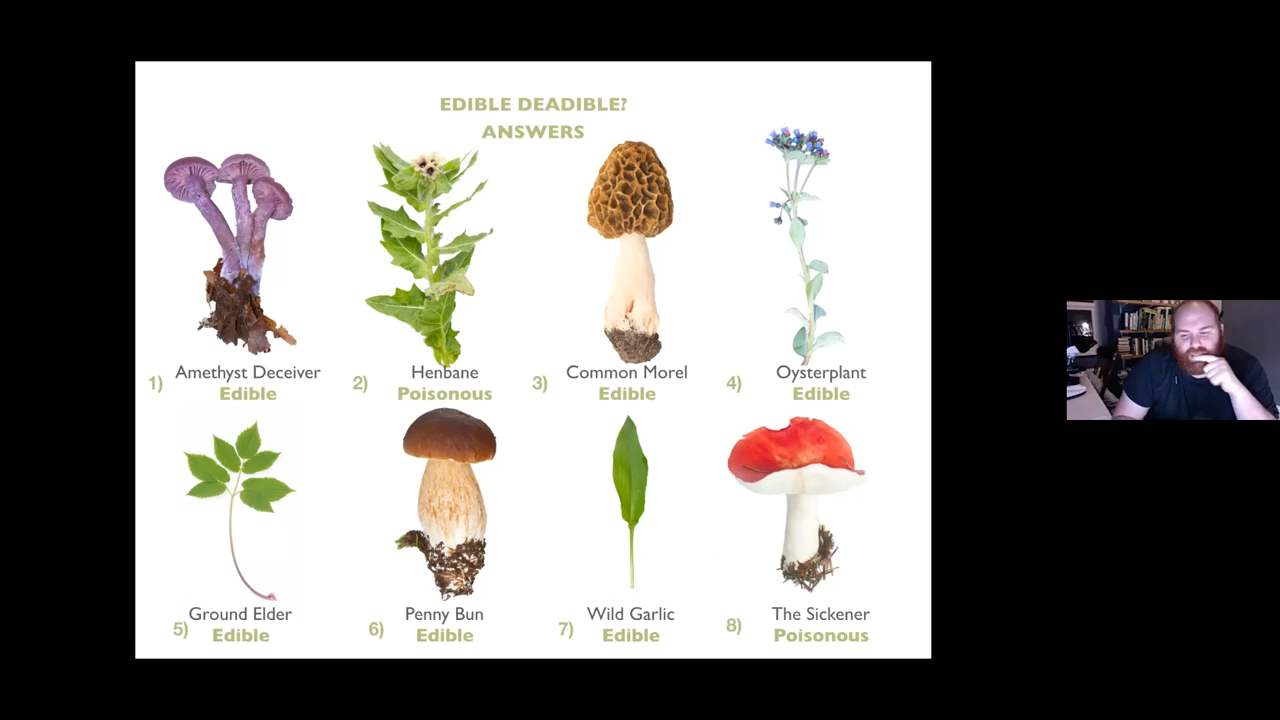 EDIBLE DEADIBLE?
ANSWERS
1) Amethyst Deceiver
Edible
2) Henbane
Poisonous
3) Common Morel
Edible
4) Oysterplant
Edible
5) Ground Elder
Edible
6) Penny Bun
Edible
7) Wild Garlic
Edible
8) The Sickener
Poisonous